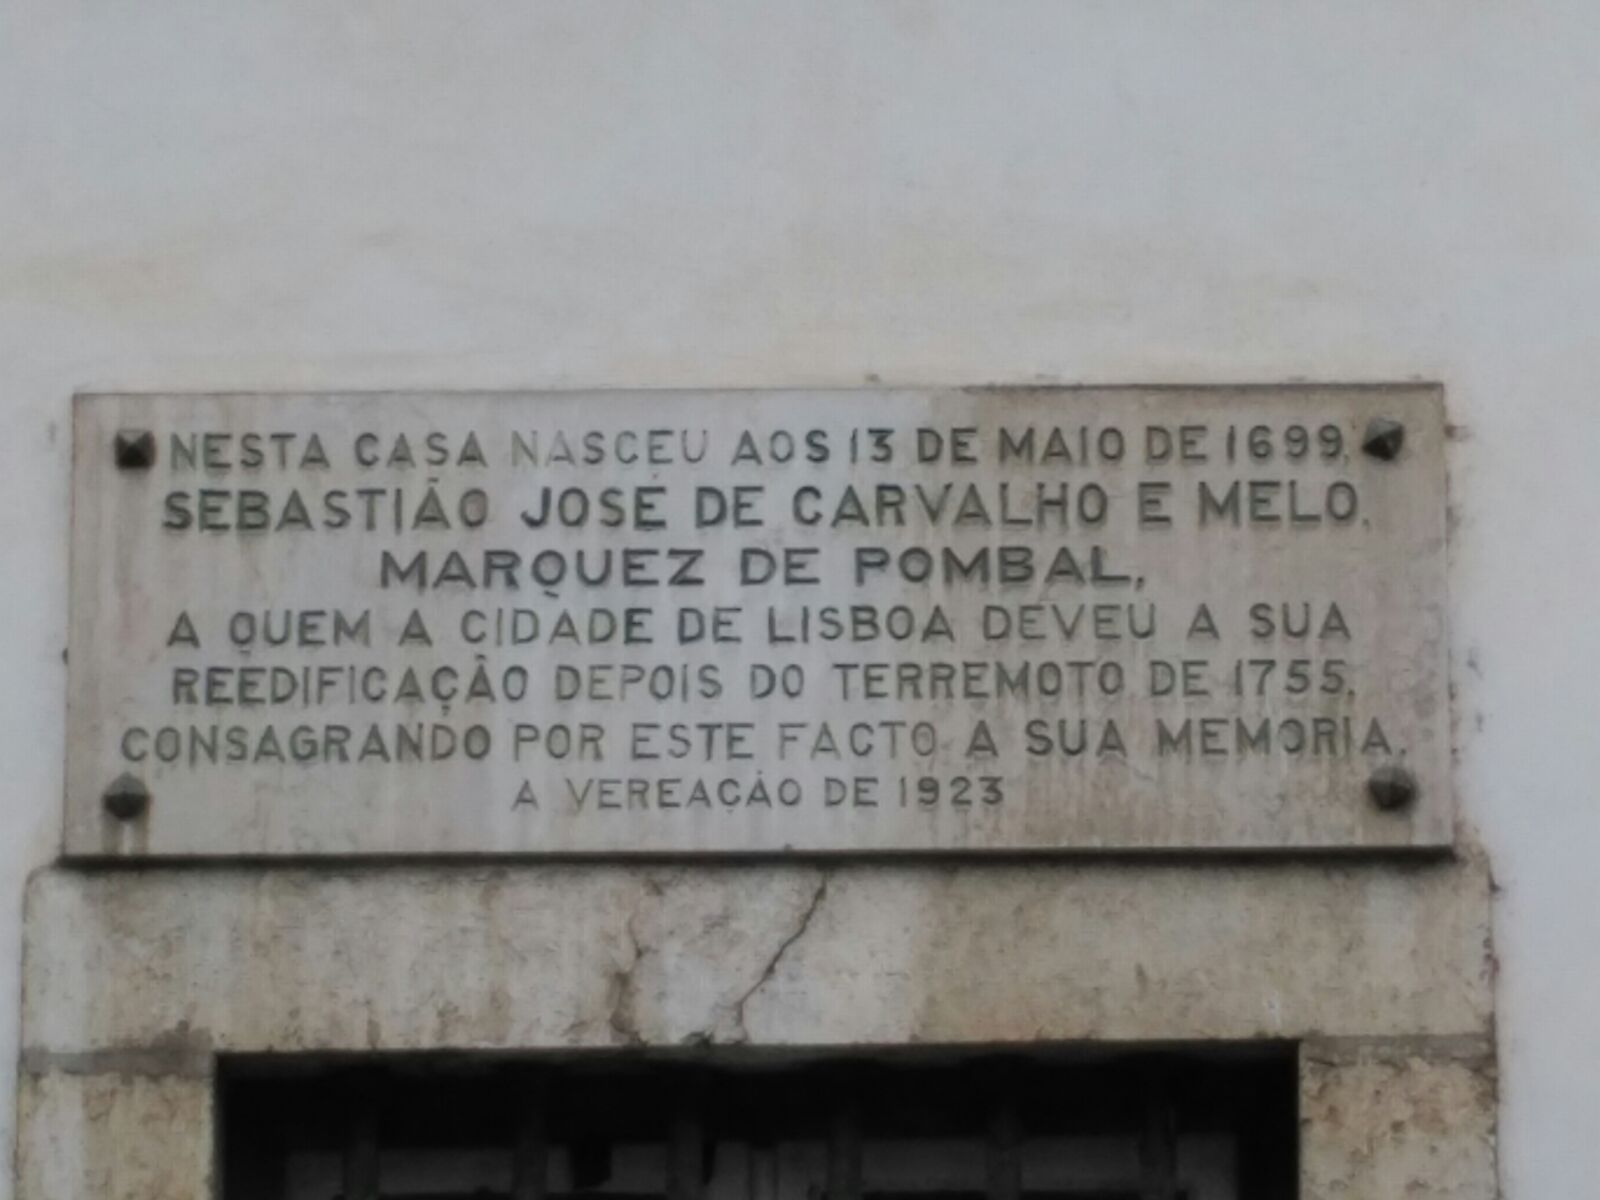 NESTA CASA NASCEU AOS 13 DE MAIO DE 1699,
SEBASTIÃO JOSÉ DE CARVALHO E MELO,
MARQUEZ DE POMBAL,
A QUEM A CIDADE DE LISBOA DEVEU A SUA
REEDIFICAÇÃO DEPOIS DO TERREMOTO DE 1755.
CONSAGRANDO POR ESTE FACTO A SUA MEMORIA.
A VEREAÇÃO DE 1923